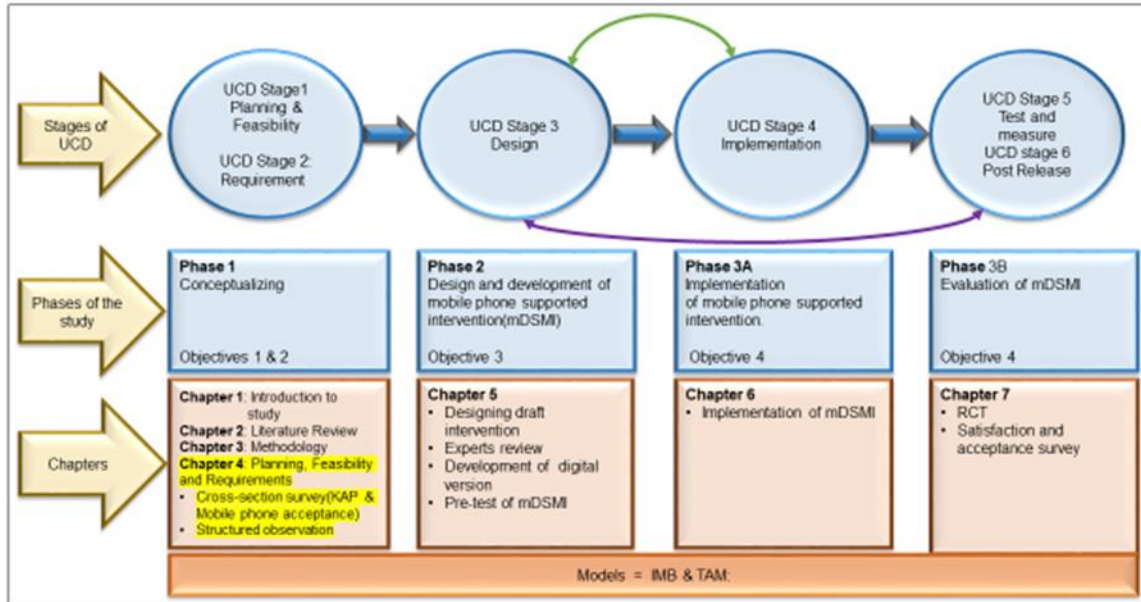 Stages of
UCD
UCD Stage1
Planning &
Feasibility
UCD Stage 2:
Requirement
UCD Stage 3
Design
UCD Stage 4
Implementation
UCD Stage 5
Test and
measure
UCD stage 6
Post Release
Phases of the
study
Phase 1
Conceptualizing
Objectives 1 & 2
Phase 2
Design and development of
mobile phone supported
intervention(mDSMI)
Objective 3
Phase 3A
Implementation
of mobile phone supported
intervention.
Objective 4
Phase 3B
Evaluation of mDSMI
Objective 4
Chapters
Chapter 1: Introduction to
study
Chapter 2: Literature Review
Chapter 3: Methodology
Chapter 4: Planning, Feasibility
and Requirements
• Cross-section survey(KAP &
Mobile phone acceptance)
• Structured observation
Chapter 5
• Designing draft
intervention
• Experts review
• Development of digital
version
• Pre-test of mDSMI
Chapter 6
• Implementation of mDSMI
Chapter 7
• RCT
• Satisfaction and
acceptance survey
Models = IMB & TAM;